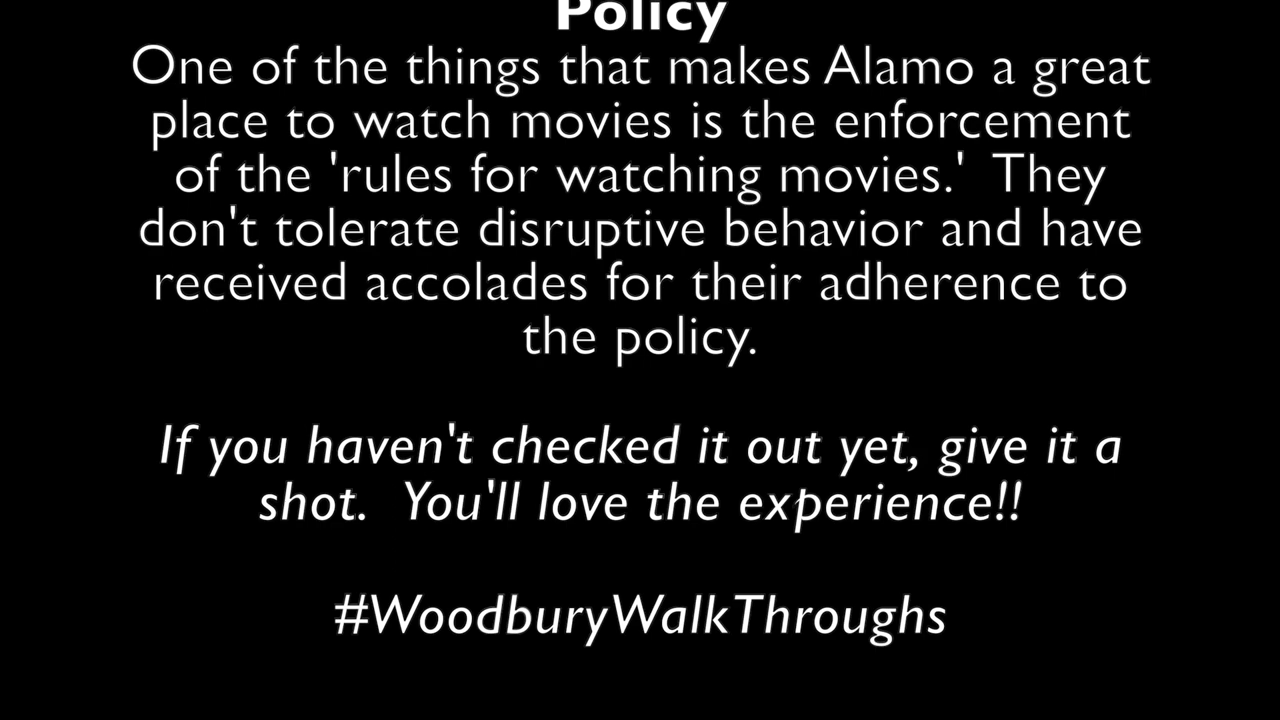 Policy
One of the things that makes Alamo a great
place to watch movies is the enforcement
of the 'rules for watching movies.'  They
don't tolerate disruptive behavior and have
received accolades for their adherence to
the policy.
If you haven't checked it out yet, give it a
shot.  You'll love the experience!!
#WoodburyWalkThroughs